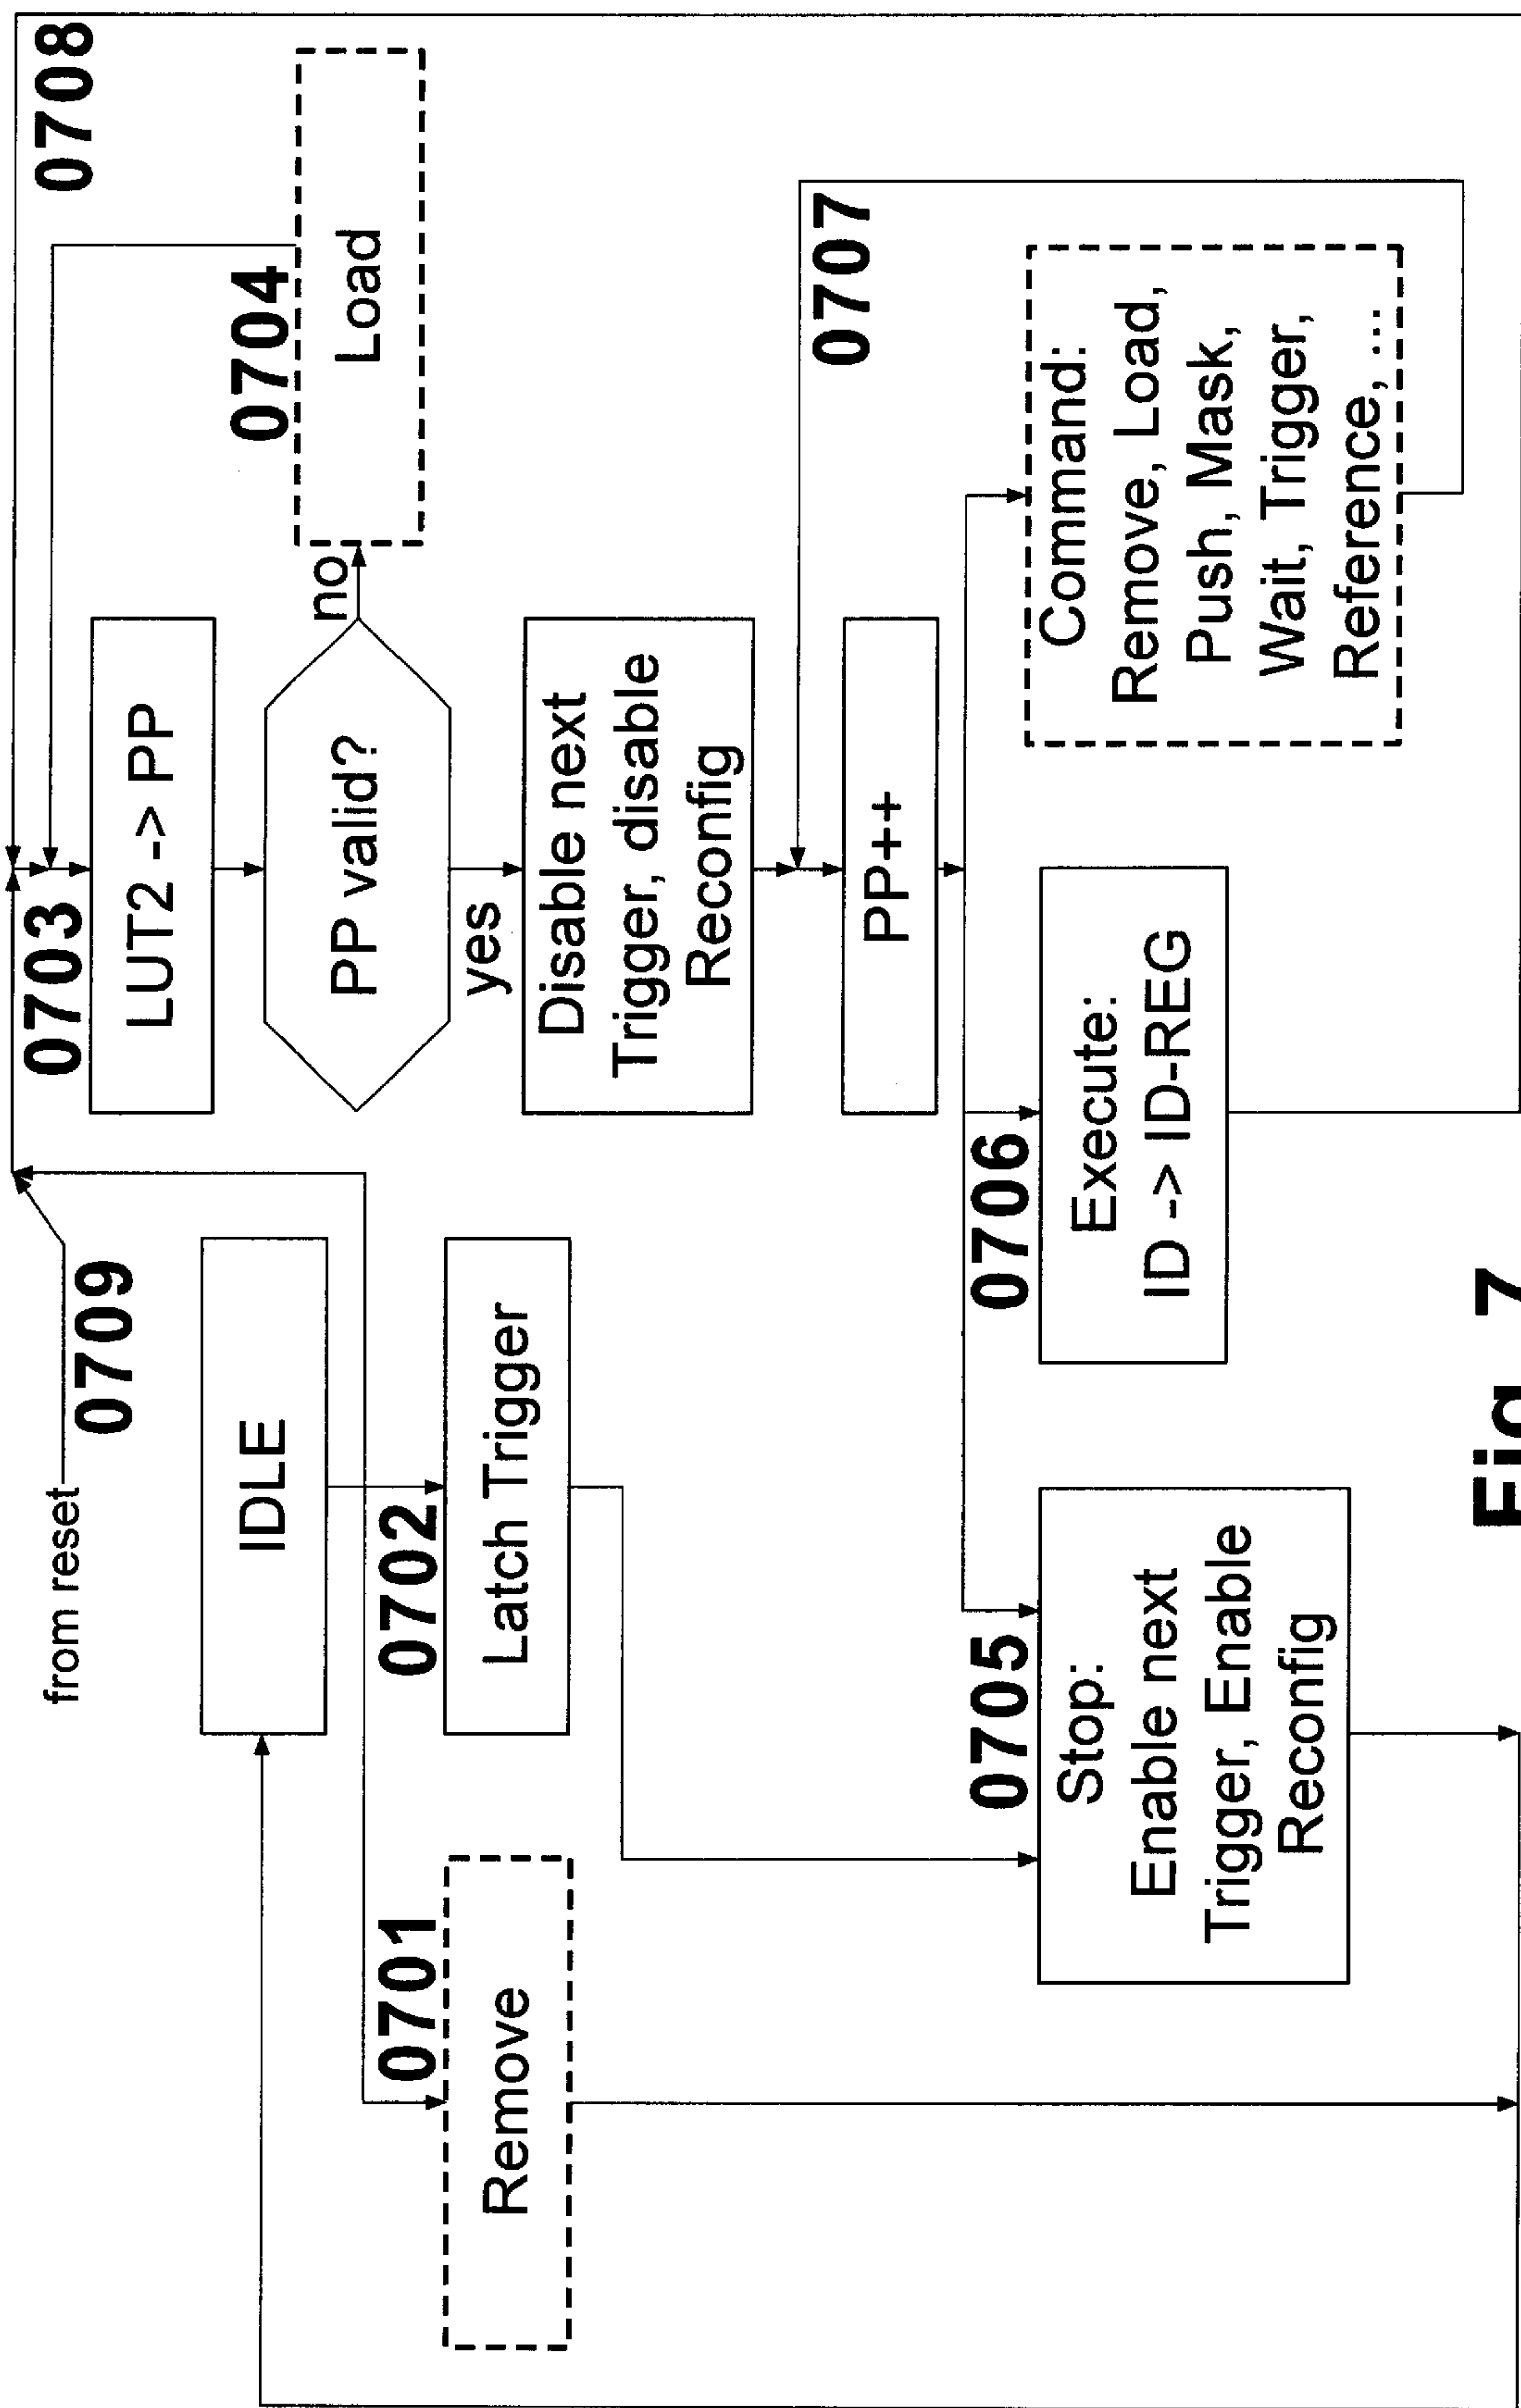 from reset
0709
0708
0703
LUT2 -> PP
0704
Load
IDLE
PP valid?
no
yes
0701
Remove
0702
Latch Trigger
Disable next
Trigger, disable
Reconfig
0707
PP++
0705
Stop:
Enable next
Trigger, Enable
Reconfig
0706
Execute:
ID -> ID-REG
Command:
Remove, Load,
Push, Mask,
Wait, Trigger,
Reference, ...
Fig. 7